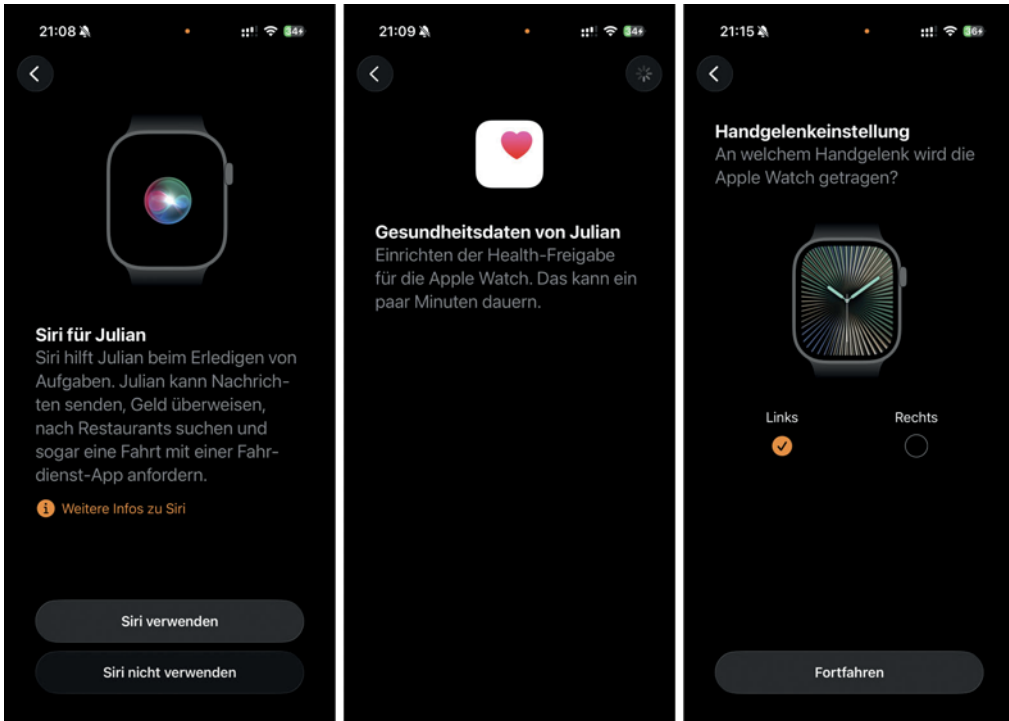 21:08
34
Siri für Julian
Siri hilft Julian beim Erledigen von
Aufgaben. Julian kann Nachrich-
ten senden, Geld überweisen,
nach Restaurants suchen und
sogar eine Fahrt mit einer Fahr-
dienst-App anfordern.
Weitere Infos zu Siri
Siri verwenden
Siri nicht verwenden
21:09
34
Gesundheitsdaten von Julian
Einrichten der Health-Freigabe
für die Apple Watch. Das kann ein
paar Minuten dauern.
21:15
36
Handgelenkeinstellung
An welchem Handgelenk wird die
Apple Watch getragen?
Links
Rechts
Fortfahren